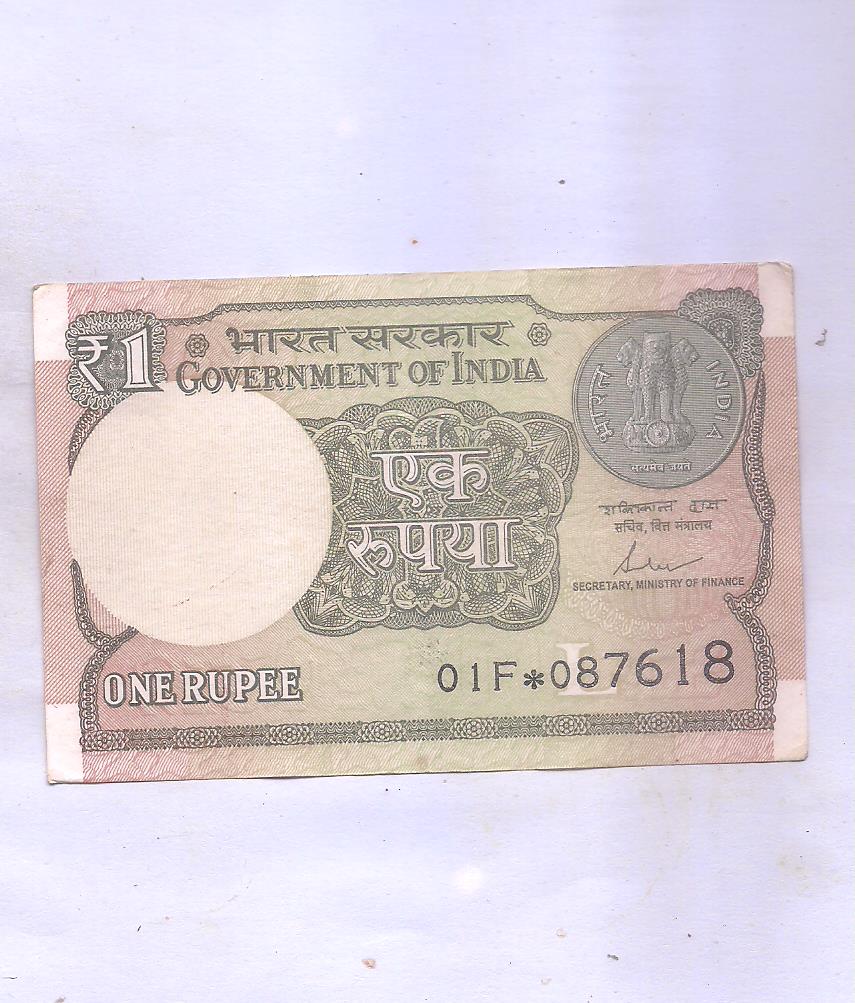 ₹1
भारत सरकार
GOVERNMENT OF INDIA
भारत INDIA
सत्यमेव जयते
एक
रूपया
शक्तिकान्त दास
सचिव, वित्त मंत्रालय
SECRETARY, MINISTRY OF FINANCE
ONE RUPEE
L
01F*087618